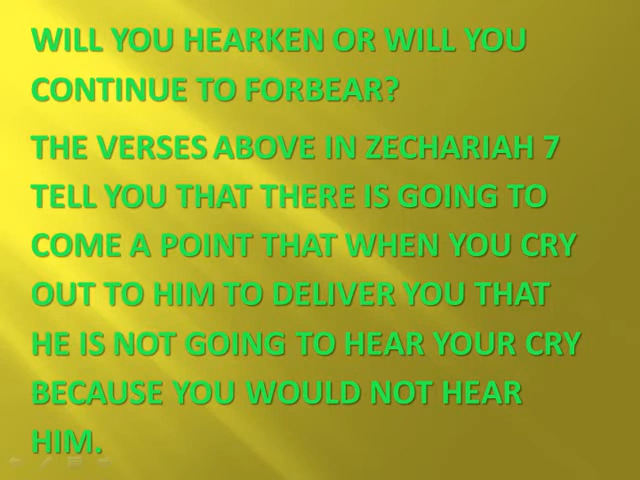 WILL YOU HEARKEN OR WILL YOU
CONTINUE TO FORBEAR?
THE VERSES ABOVE IN ZECHARIAH 7
TELL YOU THAT THERE IS GOING TO
COME A POINT THAT WHEN YOU CRY
OUT TO HIM TO DELIVER YOU THAT
HE IS NOT GOING TO HEAR YOUR CRY
BECAUSE YOU WOULD NOT HEAR
HIM.